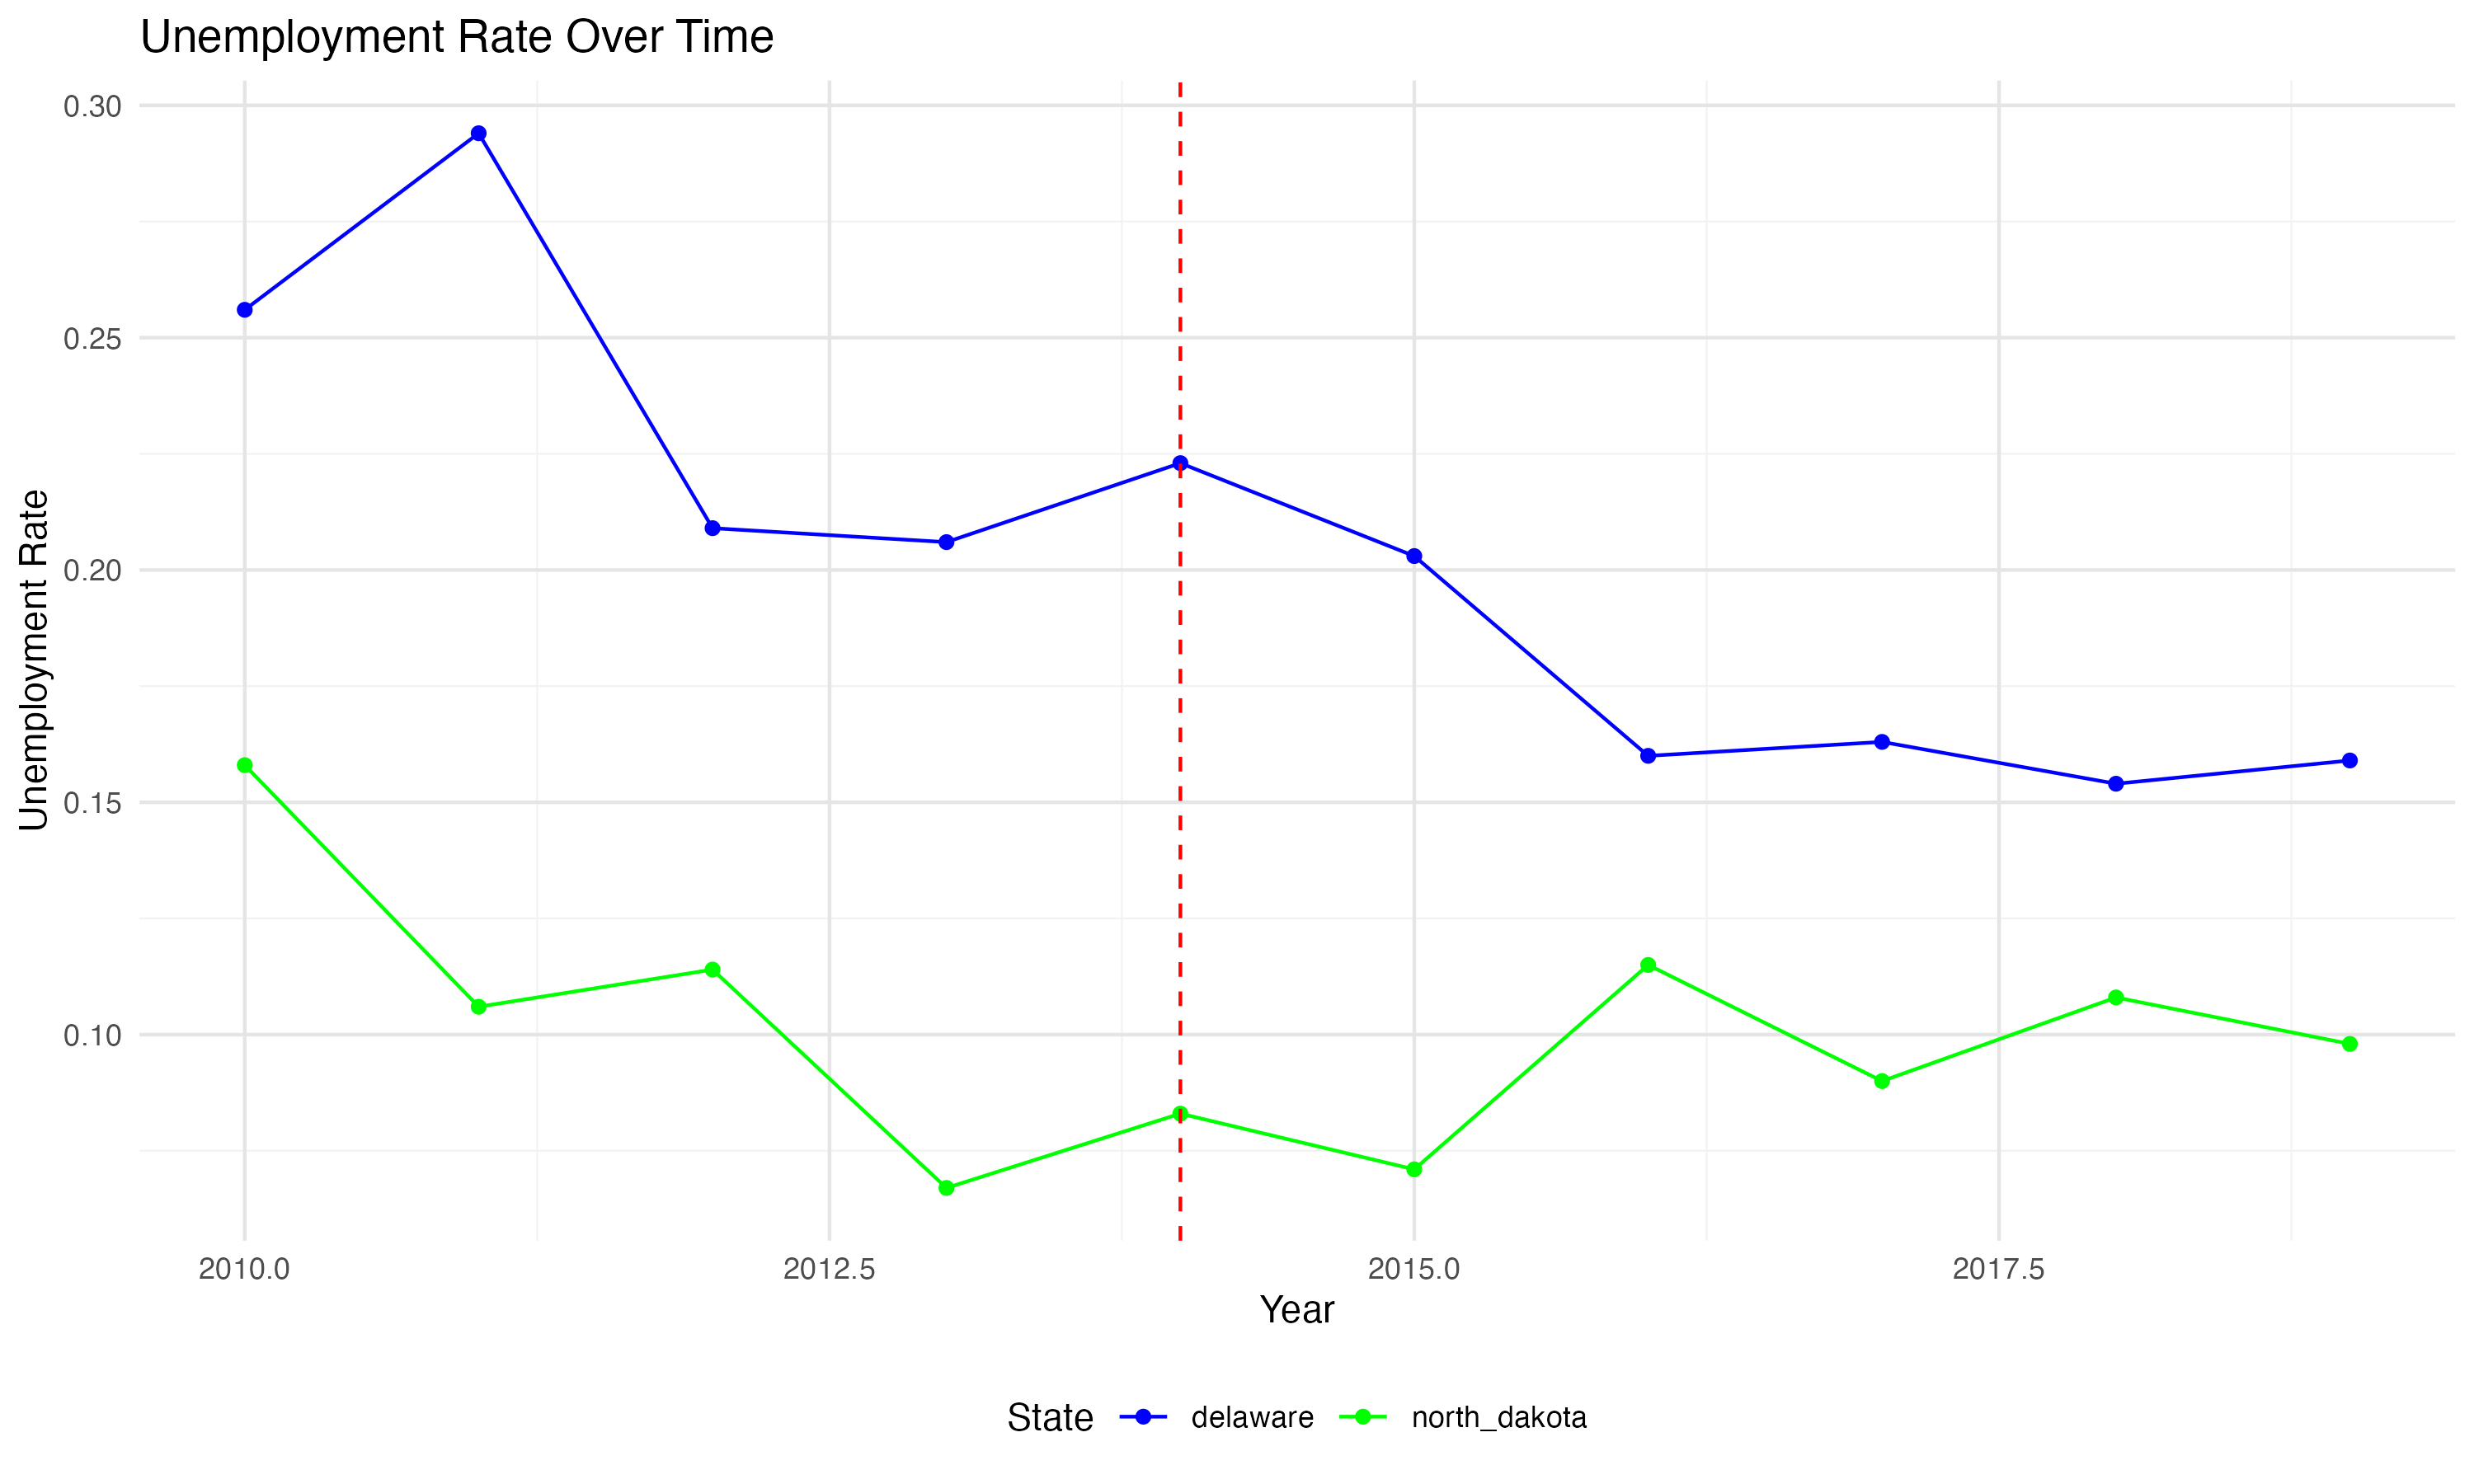 Unemployment Rate Over Time
Unemployment Rate
0.30
0.25
0.20
0.15
0.10
2010.0 2012.5 2015.0 2017.5
Year
State delaware north_dakota